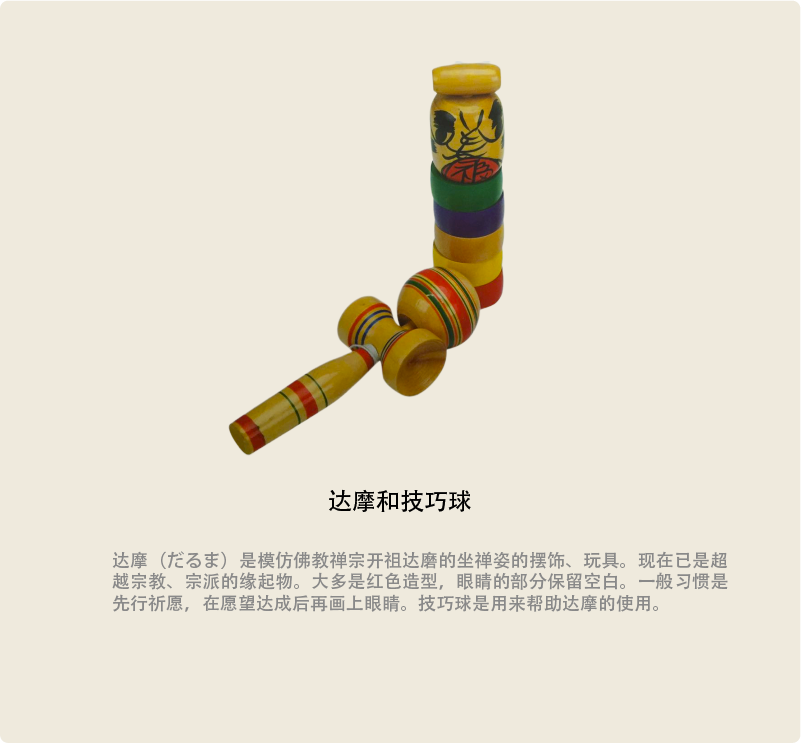 达摩和技巧球
达摩（だるま）是模仿佛教禅宗开祖达磨的坐禅姿的摆饰、玩具。现在已是超
越宗教、宗派的缘起物。大多是红色造型，眼睛的部分保留空白。一般习惯是
先行祈愿，在愿望达成后再画上眼睛。技巧球是用来帮助达摩的使用。